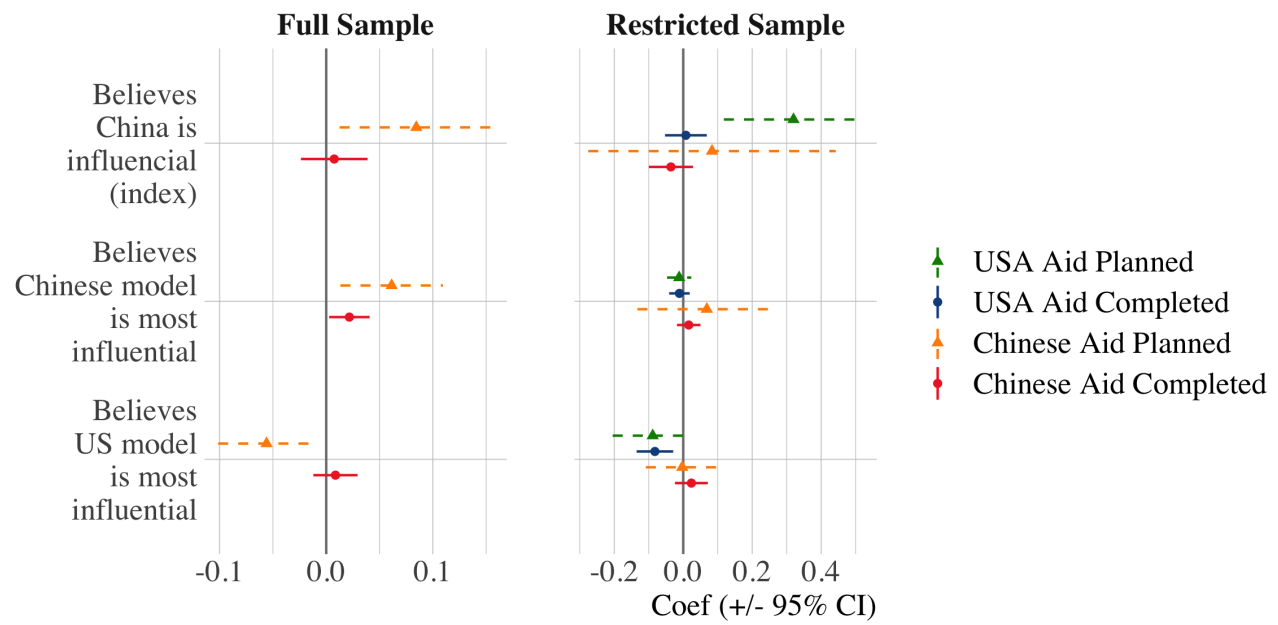 Full Sample
Restricted Sample
Believes
China is
influencial
(index)
Believes
Chinese model
is most
influential
Believes
US model
is most
influential
-0.1
0.0
0.1
-0.2
0.0
0.2
0.4
Coef (+/- 95% CI)
USA Aid Planned
USA Aid Completed
Chinese Aid Planned
Chinese Aid Completed